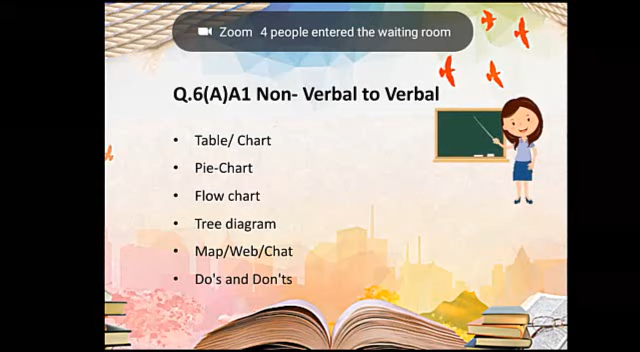 Zoom 4 people entered the waiting room
Q.6(A)A1 Non- Verbal to Verbal
• Table/ Chart
• Pie-Chart
• Flow chart
• Tree diagram
• Map/Web/Chat
• Do's and Don'ts